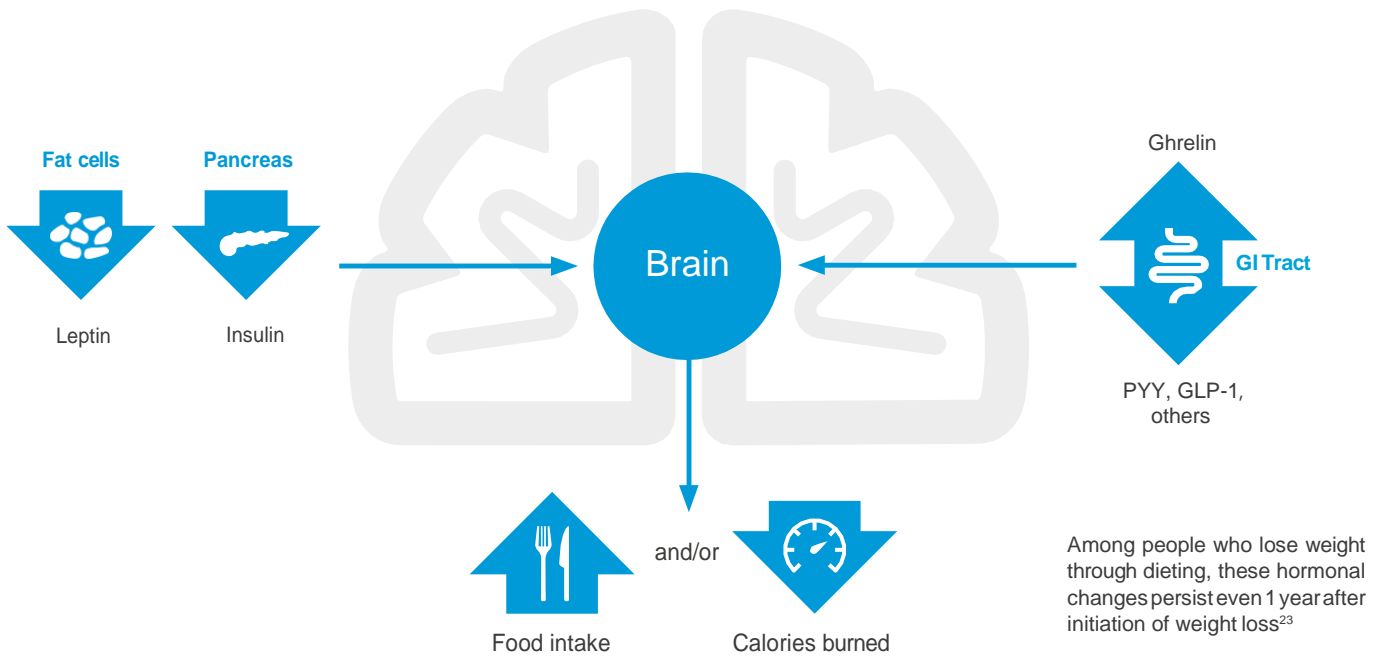 Fat cells
Pancreas
Leptin
Insulin
Brain
Ghrelin
GI Tract
PYY, GLP-1,
others
Food intake
and/or
Calories burned
Among people who lose weight
through dieting, these hormonal
changes persist even 1 year after
initiation of weight loss²³